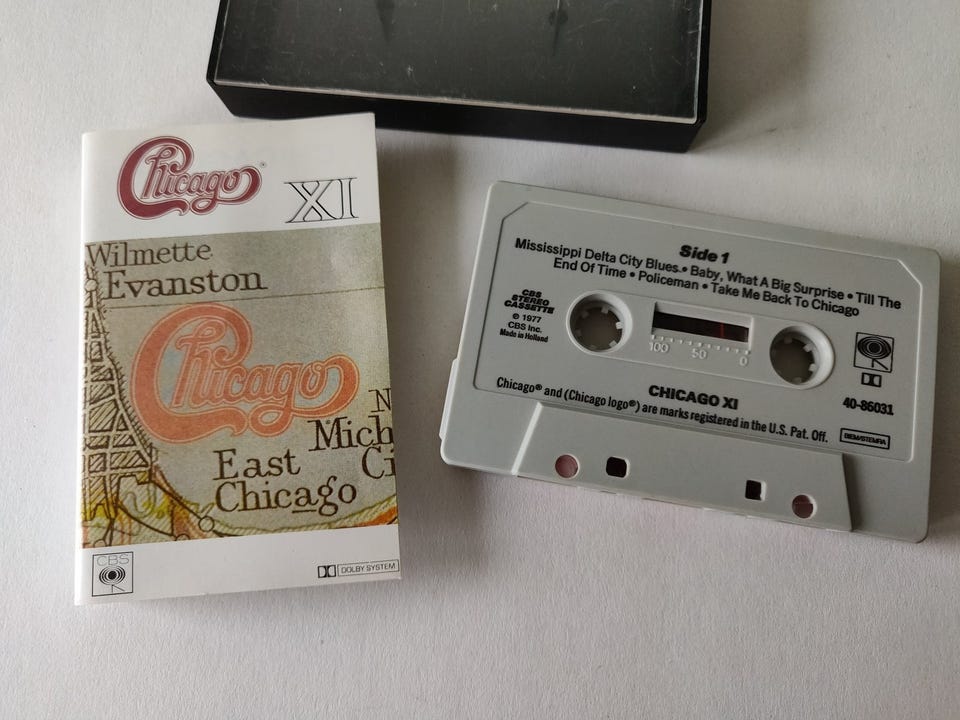 Chicago®
XI
Wilmette
Evanston
Chicago
N
Mich
Ci
East
Chicago
CBS
DOLBY SYSTEM
Side 1
Mississippi Delta City Blues.• Baby, What A Big Surprise • Till The
End Of Time • Policeman • Take Me Back To Chicago
CBS
STEREO
CASSETTE
℗ 1977
CBS Inc.
Made in Holland
100 50 0
40-86031
CHICAGO XI
Chicago® and (Chicago logo®) are marks registered in the U.S. Pat. Off.
BIEM/STEMRA